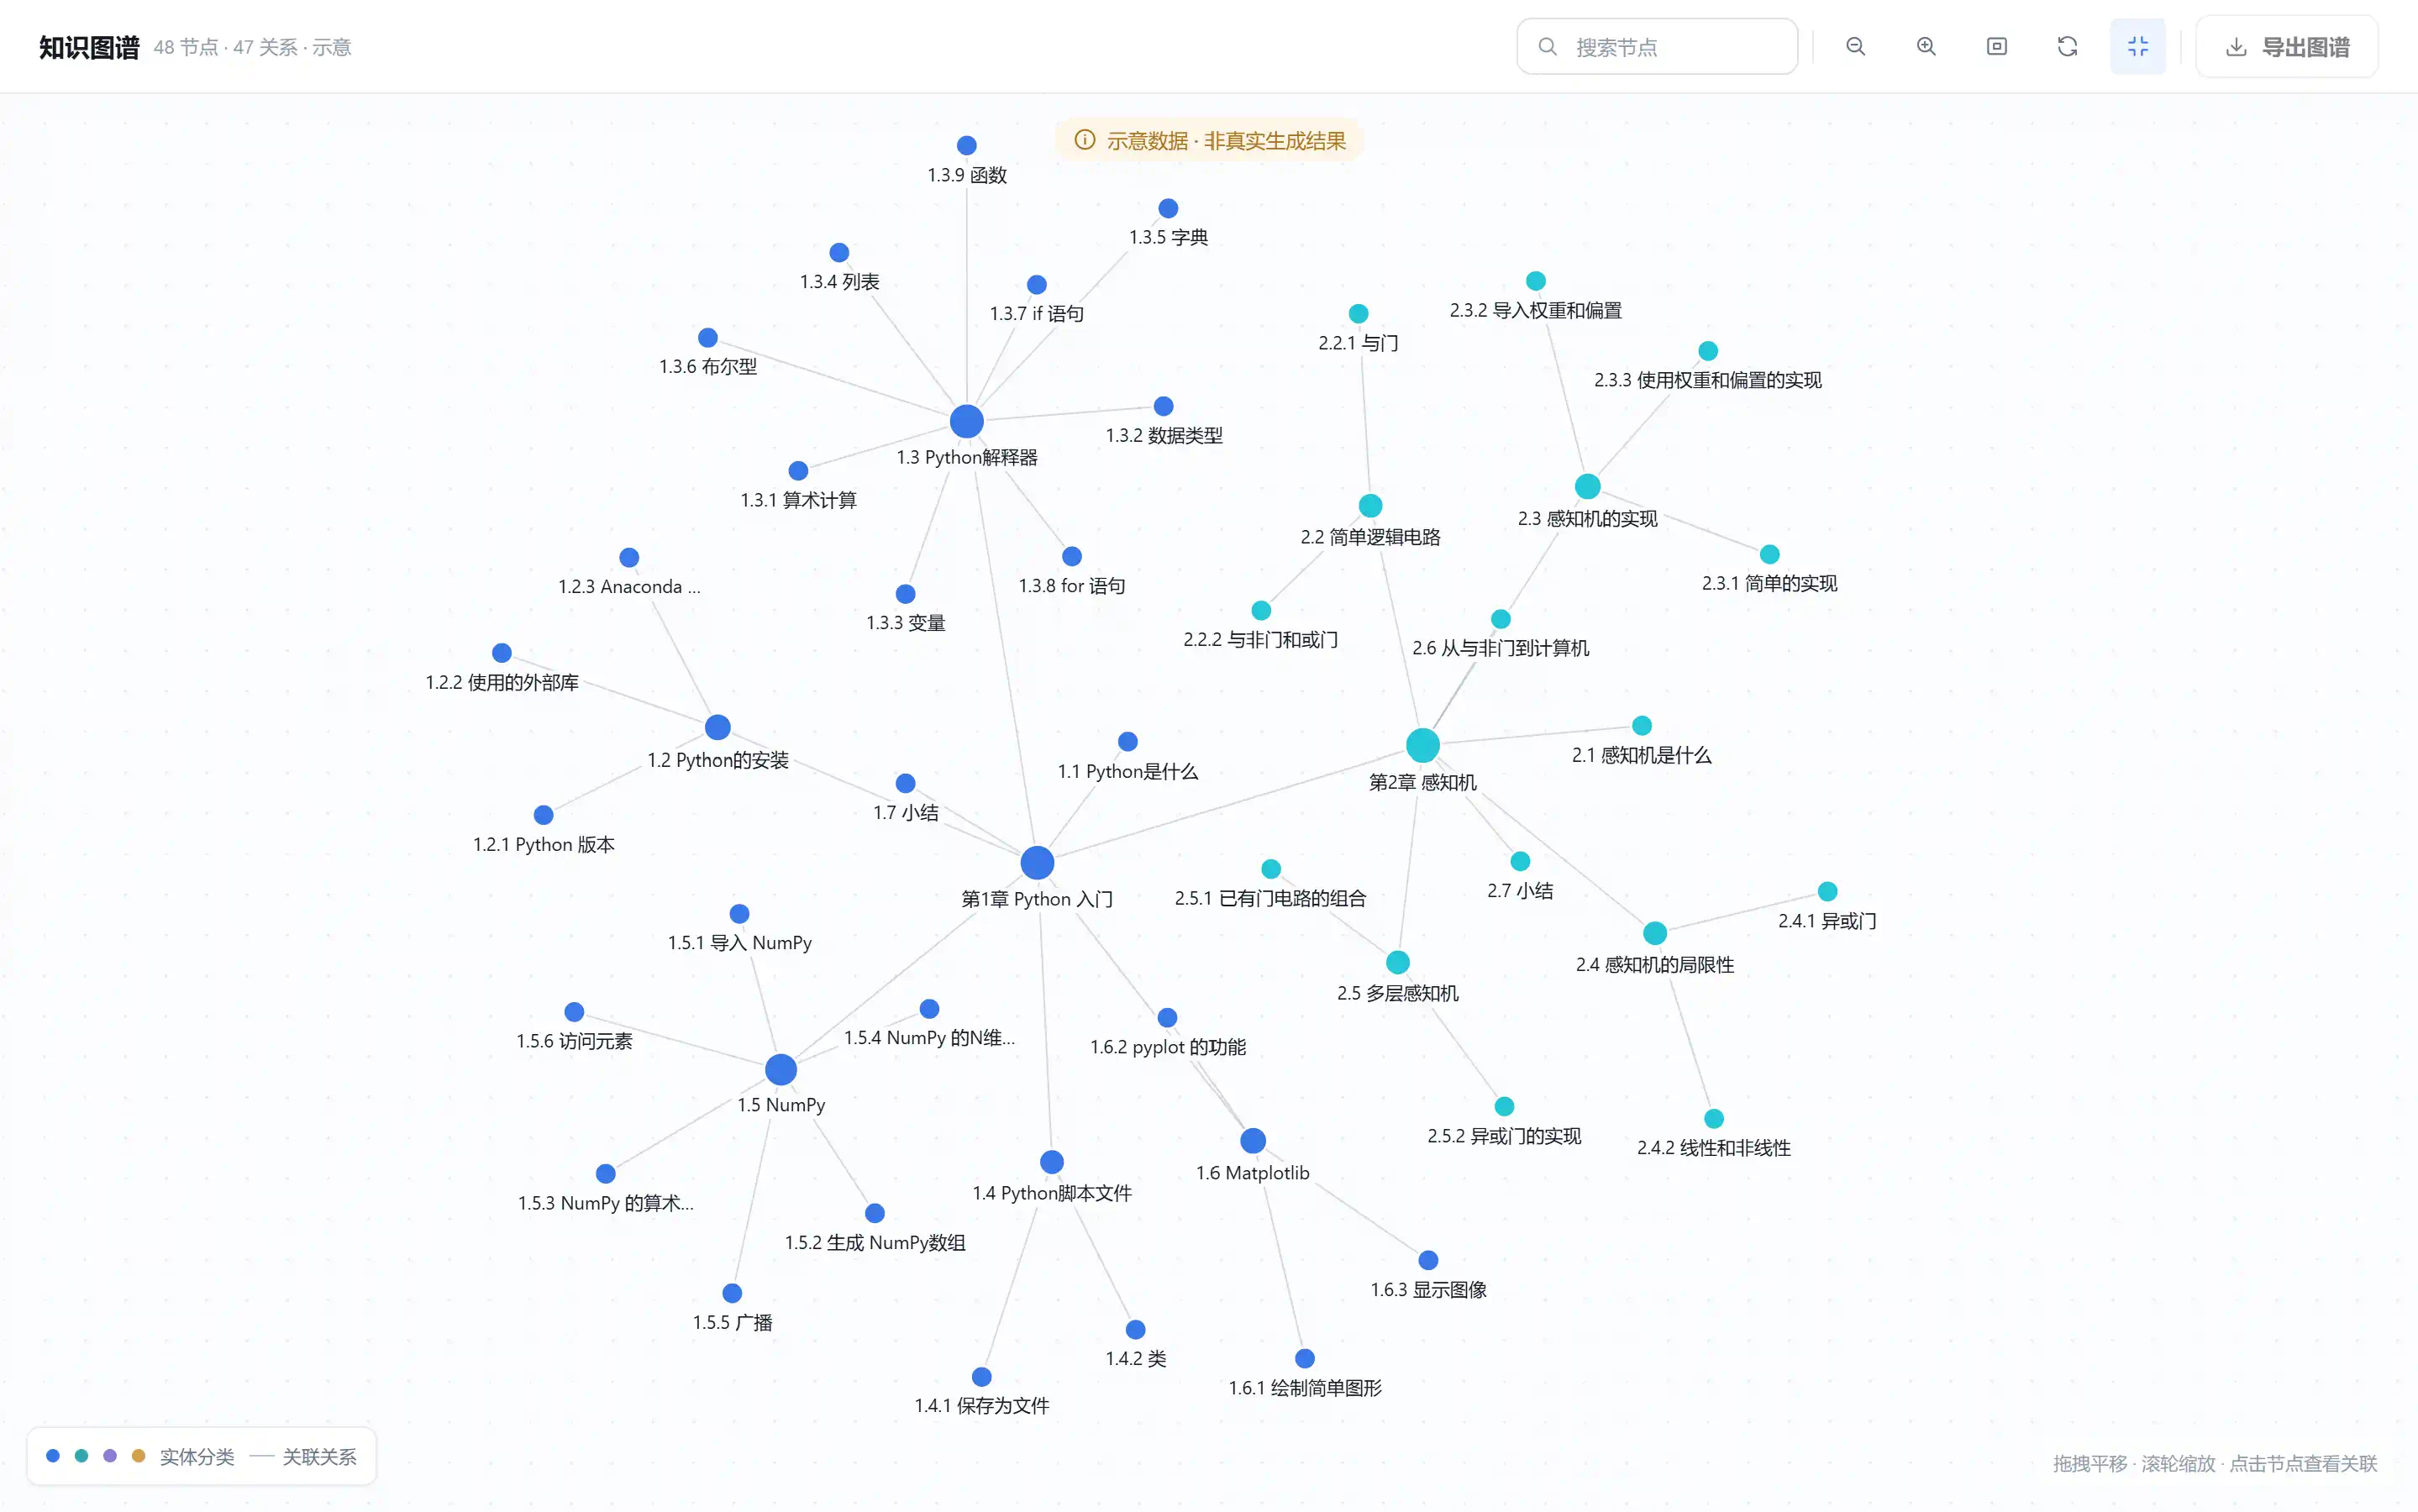 知识图谱 48 节点 · 47 关系 · 示意
搜索节点
导出图谱
示意数据 · 非真实生成结果
1.3.9 函数
1.3.5 字典
1.3.4 列表
1.3.7 if 语句
2.3.2 导入权重和偏置
2.2.1 与门
1.3.6 布尔型
2.3.3 使用权重和偏置的实现
1.3.2 数据类型
1.3 Python解释器
1.3.1 算术计算
2.3 感知机的实现
2.2 简单逻辑电路
2.3.1 简单的实现
1.3.8 for 语句
1.2.3 Anaconda ...
1.3.3 变量
2.2.2 与非门和或门
2.6 从与非门到计算机
1.2.2 使用的外部库
2.1 感知机是什么
1.2 Python的安装
1.1 Python是什么
第2章 感知机
1.7 小结
1.2.1 Python 版本
2.7 小结
第1章 Python 入门
2.5.1 已有门电路的组合
2.4.1 异或门
1.5.1 导入 NumPy
2.4 感知机的局限性
2.5 多层感知机
1.5.4 NumPy 的N维...
1.5.6 访问元素
1.6.2 pyplot 的功能
1.5 NumPy
2.5.2 异或门的实现
2.4.2 线性和非线性
1.6 Matplotlib
1.4 Python脚本文件
1.5.3 NumPy 的算术...
1.5.2 生成 NumPy数组
1.6.3 显示图像
1.5.5 广播
1.4.2 类
1.6.1 绘制简单图形
1.4.1 保存为文件
实体分类 关联关系
拖拽平移 · 滚轮缩放 · 点击节点查看关联